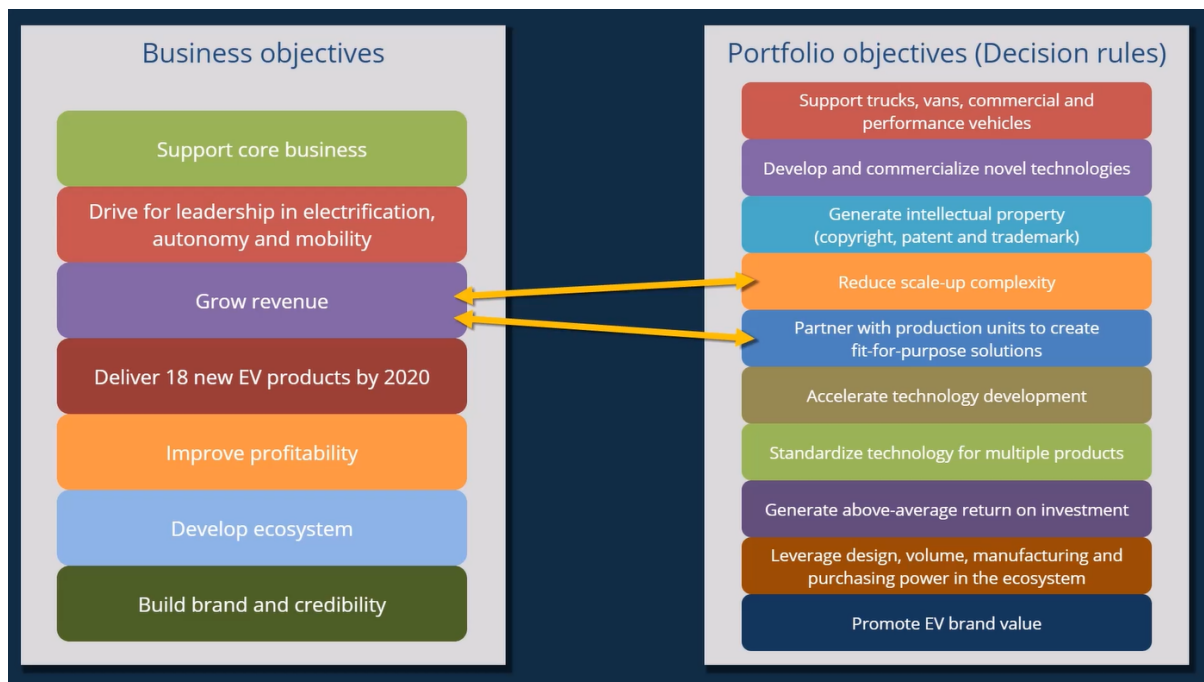 Business objectives
Support core business
Drive for leadership in electrification,
autonomy and mobility
Grow revenue
Deliver 18 new EV products by 2020
Improve profitability
Develop ecosystem
Build brand and credibility
Portfolio objectives (Decision rules)
Support trucks, vans, commercial and
performance vehicles
Develop and commercialize novel technologies
Generate intellectual property
(copyright, patent and trademark)
Reduce scale-up complexity
Partner with production units to create
fit-for-purpose solutions
Accelerate technology development
Standardize technology for multiple products
Generate above-average return on investment
Leverage design, volume, manufacturing and
purchasing power in the ecosystem
Promote EV brand value